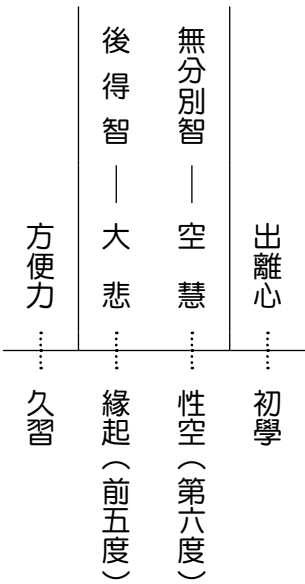 出離心……初學
無分別智—空慧……性空(第六度)
後得智—大悲……緣起(前五度)
方便力……久習